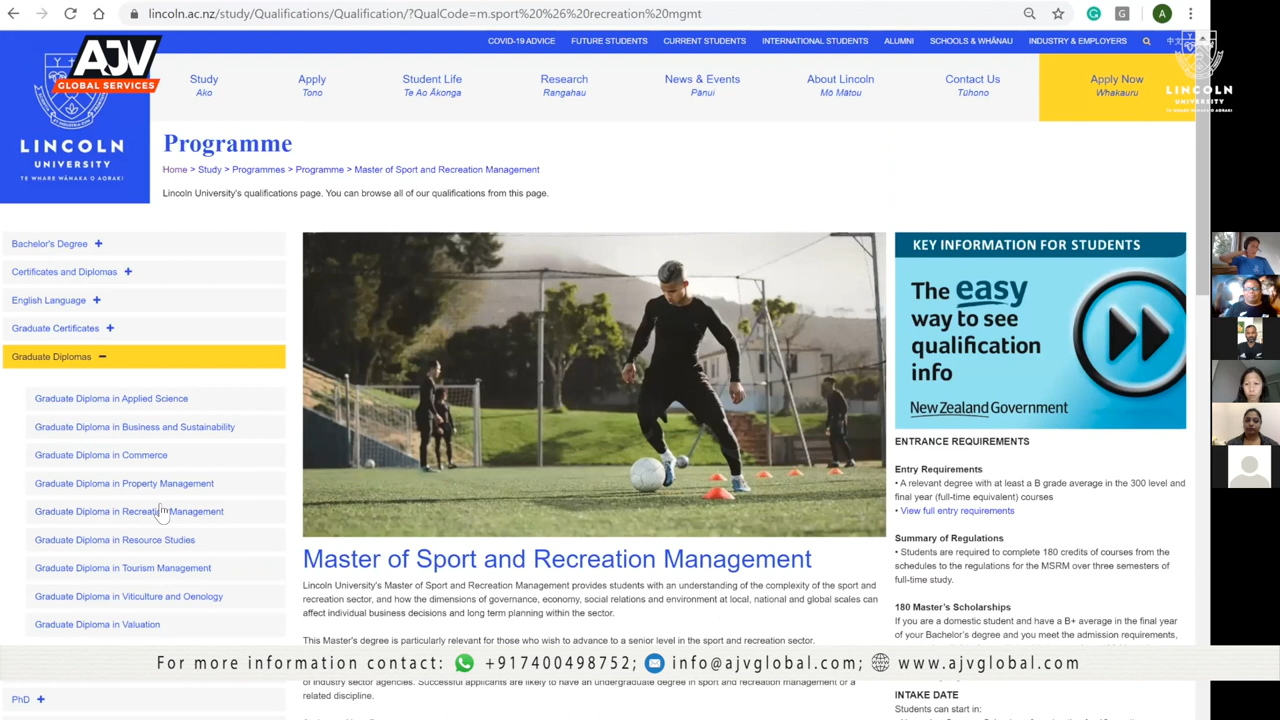 lincoln.ac.nz/study/Qualifications/Qualification/?QualCode=m.sport%20%26%20recreation%20mgmt
G
A
AJV
GLOBAL SERVICES
COVID-19 ADVICE FUTURE STUDENTS CURRENT STUDENTS INTERNATIONAL STUDENTS ALUMNI SCHOOLS & WHĀNAU INDUSTRY & EMPLOYERS 中文
LINCOLN
UNIVERSITY
TE WHARE WĀNAKA O AORAKI
Study Apply Student Life Research News & Events About Lincoln Contact Us Apply Now
Ako Tono Te Ao Ākonga Rangahau Pānui Mō Mātou Tūhono Whakauru
LINCOLN
UNIVERSITY
Programme
Home > Study > Programmes > Programme > Master of Sport and Recreation Management
Lincoln University's qualifications page. You can browse all of our qualifications from this page.
Bachelor's Degree +
Certificates and Diplomas +
English Language +
Graduate Certificates +
Graduate Diplomas −
Graduate Diploma in Applied Science
Graduate Diploma in Business and Sustainability
Graduate Diploma in Commerce
Graduate Diploma in Property Management
Graduate Diploma in Recreation Management
Graduate Diploma in Resource Studies
Graduate Diploma in Tourism Management
Graduate Diploma in Viticulture and Oenology
Graduate Diploma in Valuation
PhD +
Master of Sport and Recreation Management
Lincoln University's Master of Sport and Recreation Management provides students with an understanding of the complexity of the sport and
recreation sector, and how the dimensions of governance, economy, social relations and environment at local, national and global scales can
affect individual business decisions and long term planning within the sector.
This Master's degree is particularly relevant for those who wish to advance to a senior level in the sport and recreation sector.
of industry sector agencies. Successful applicants are likely to have an undergraduate degree in sport and recreation management or a
related discipline.
KEY INFORMATION FOR STUDENTS
The easy
way to see
qualification
info
New Zealand Government
ENTRANCE REQUIREMENTS
Entry Requirements
• A relevant degree with at least a B grade average in the 300 level and
final year (full-time equivalent) courses
• View full entry requirements
Summary of Regulations
• Students are required to complete 180 credits of courses from the
schedules to the regulations for the MSRM over three semesters of
full-time study.
180 Master's Scholarships
If you are a domestic student and have a B+ average in the final year
of your Bachelor's degree and you meet the admission requirements,
INTAKE DATE
Students can start in:
For more information contact: +917400498752; info@ajvglobal.com; www.ajvglobal.com